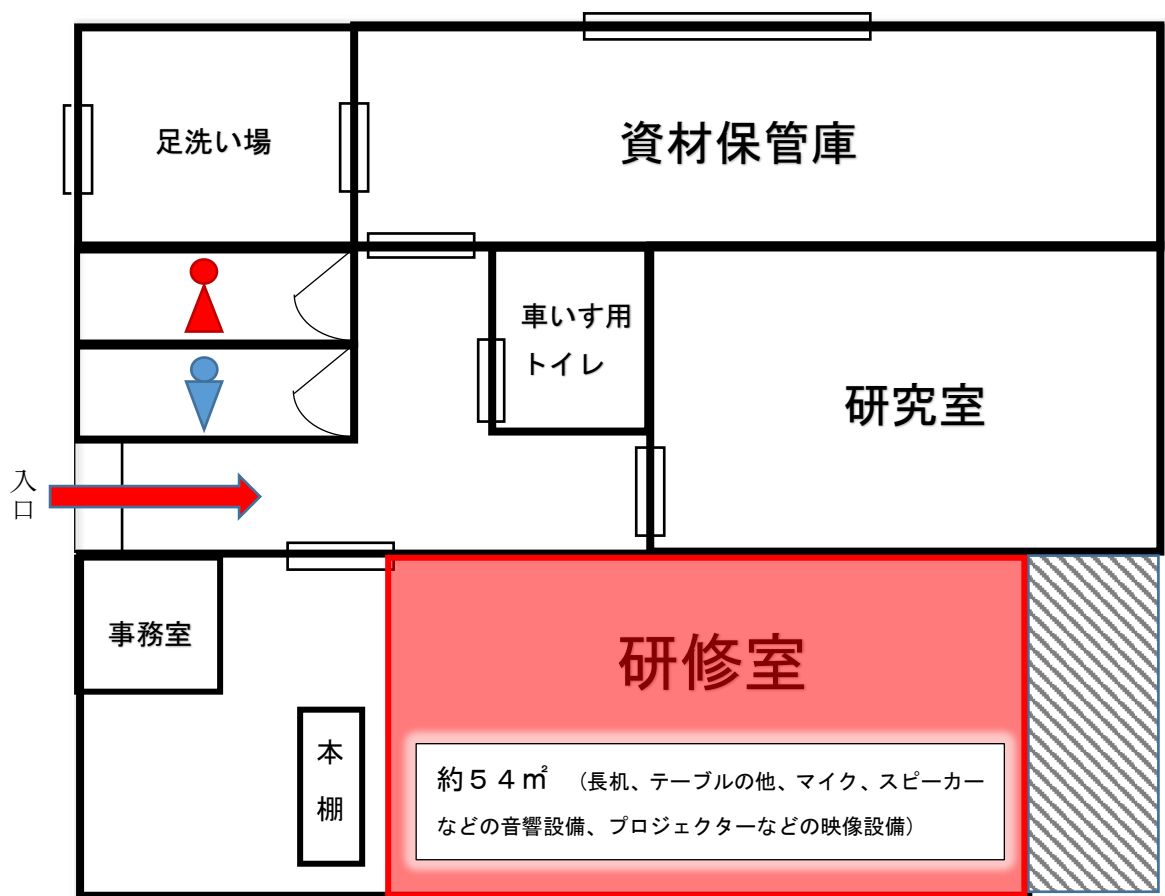 足洗い場
資材保管庫
車いす用
トイレ
研究室
入口
事務室
研修室
本棚
約５４㎡　（長机、テーブルの他、マイク、スピーカー
などの音響設備、プロジェクターなどの映像設備）